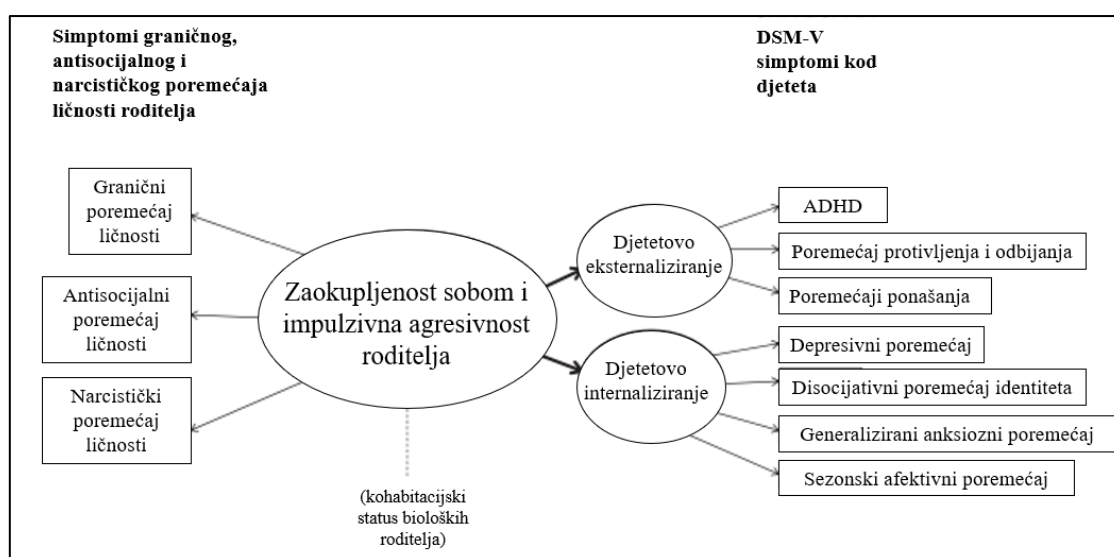 Simptomi graničnog,
antisocijalnog i
narcističkog poremećaja
ličnosti roditelja
DSM-V
simptomi kod
djeteta
Granični
poremećaj
ličnosti
Antisocijalni
poremećaj
ličnosti
Narcistički
poremećaj
ličnosti
Zaokupljenost sobom i
impulzivna agresivnost
roditelja
(kohabitacijski
status bioloških
roditelja)
Djetetovo
eksternaliziranje
Djetetovo
internaliziranje
ADHD
Poremećaj protivljenja i odbijanja
Poremećaji ponašanja
Depresivni poremećaj
Disocijativni poremećaj identiteta
Generalizirani anksiozni poremećaj
Sezonski afektivni poremećaj